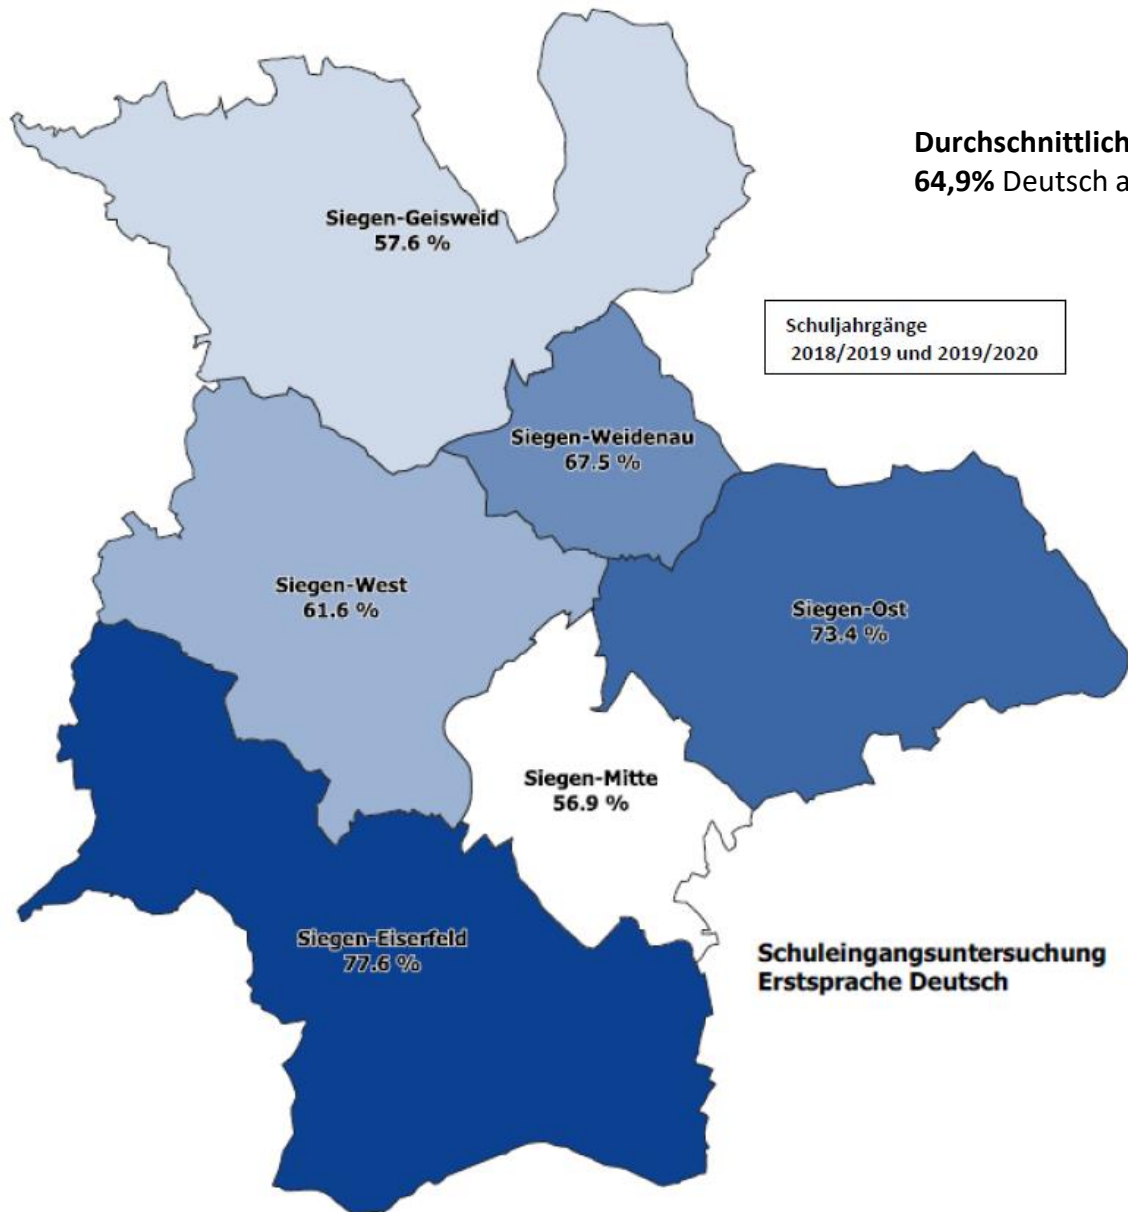 Durchschnittlich
64,9% Deutsch a
Siegen-Geisweid
57.6 %
Schuljahrgänge
2018/2019 und 2019/2020
Siegen-Weidenau
67.5 %
Siegen-West
61.6 %
Siegen-Ost
73.4 %
Siegen-Mitte
56.9 %
Siegen-Eiserfeld
77.6 %
Schuleingangsuntersuchung
Erstsprache Deutsch